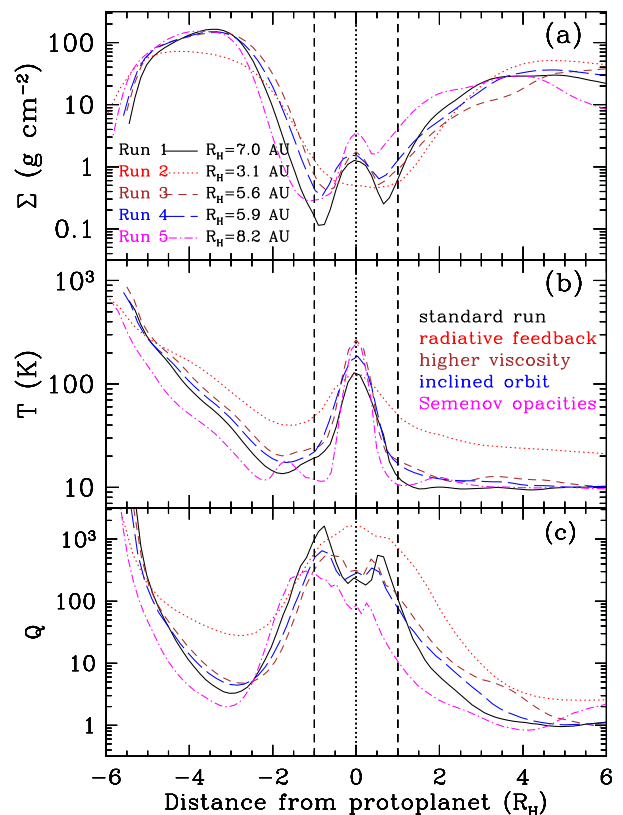 (a)
100
10
1
0.1
Σ (g cm⁻²)
Run 1 R_H=7.0 AU
Run 2 R_H=3.1 AU
Run 3 R_H=5.6 AU
Run 4 R_H=5.9 AU
Run 5 R_H=8.2 AU
(b)
10³
100
10
T (K)
standard run
radiative feedback
higher viscosity
inclined orbit
Semenov opacities
(c)
10³
100
10
1
Q
−6 −4 −2 0 2 4 6
Distance from protoplanet (R_H)